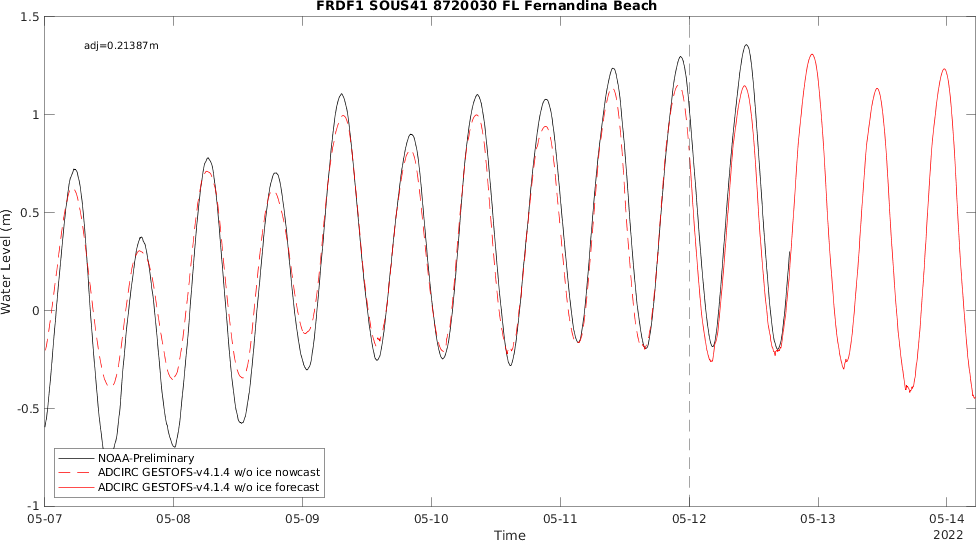 FRDF1 SOUS41 8720030 FL Fernandina Beach
adj=0.21387m
1.5
1
0.5
0
-0.5
-1
Water Level (m)
NOAA-Preliminary
ADCIRC GESTOFS-v4.1.4 w/o ice nowcast
ADCIRC GESTOFS-v4.1.4 w/o ice forecast
05-07 05-08 05-09 05-10 05-11 05-12 05-13 05-14
Time
2022